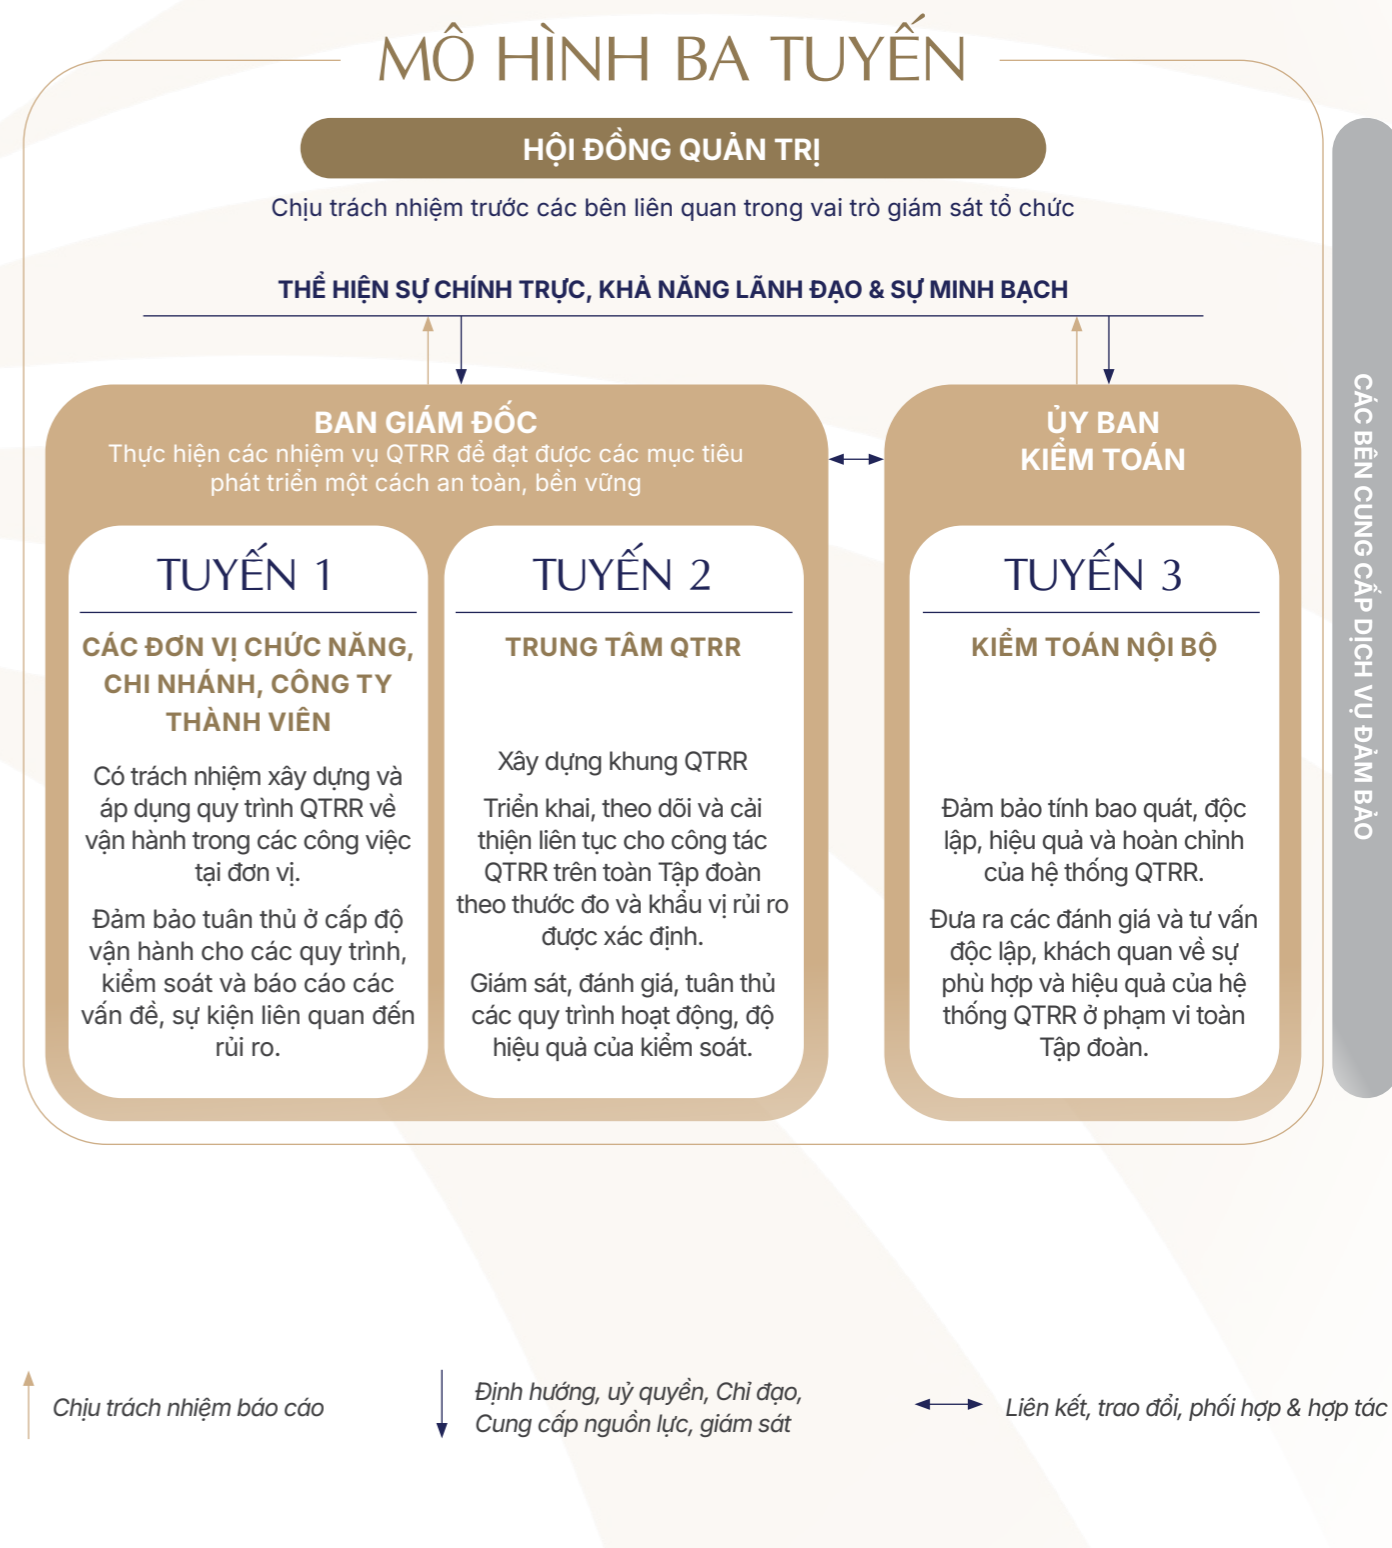 MÔ HÌNH BA TUYẾN
HỘI ĐỒNG QUẢN TRỊ
Chịu trách nhiệm trước các bên liên quan trong vai trò giám sát tổ chức
THỂ HIỆN SỰ CHÍNH TRỰC, KHẢ NĂNG LÃNH ĐẠO & SỰ MINH BẠCH
BAN GIÁM ĐỐC
Thực hiện các nhiệm vụ QTRR để đạt được các mục tiêu
phát triển một cách an toàn, bền vững
TUYẾN 1
CÁC ĐƠN VỊ CHỨC NĂNG,
CHI NHÁNH, CÔNG TY
THÀNH VIÊN
Có trách nhiệm xây dựng và
áp dụng quy trình QTRR về
vận hành trong các công việc
tại đơn vị.
Đảm bảo tuân thủ ở cấp độ
vận hành cho các quy trình,
kiểm soát và báo cáo các
vấn đề, sự kiện liên quan đến
rủi ro.
TUYẾN 2
TRUNG TÂM QTRR
Xây dựng khung QTRR
Triển khai, theo dõi và cải
thiện liên tục cho công tác
QTRR trên toàn Tập đoàn
theo thước đo và khẩu vị rủi ro
được xác định.
Giám sát, đánh giá, tuân thủ
các quy trình hoạt động, độ
hiệu quả của kiểm soát.
ỦY BAN
KIỂM TOÁN
TUYẾN 3
KIỂM TOÁN NỘI BỘ
Đảm bảo tính bao quát, độc
lập, hiệu quả và hoàn chỉnh
của hệ thống QTRR.
Đưa ra các đánh giá và tư vấn
độc lập, khách quan về sự
phù hợp và hiệu quả của hệ
thống QTRR ở phạm vi toàn
Tập đoàn.
CÁC BÊN CUNG CẤP DỊCH VỤ ĐẢM BẢO
Chịu trách nhiệm báo cáo
Định hướng, uỷ quyền, Chỉ đạo,
Cung cấp nguồn lực, giám sát
Liên kết, trao đổi, phối hợp & hợp tác